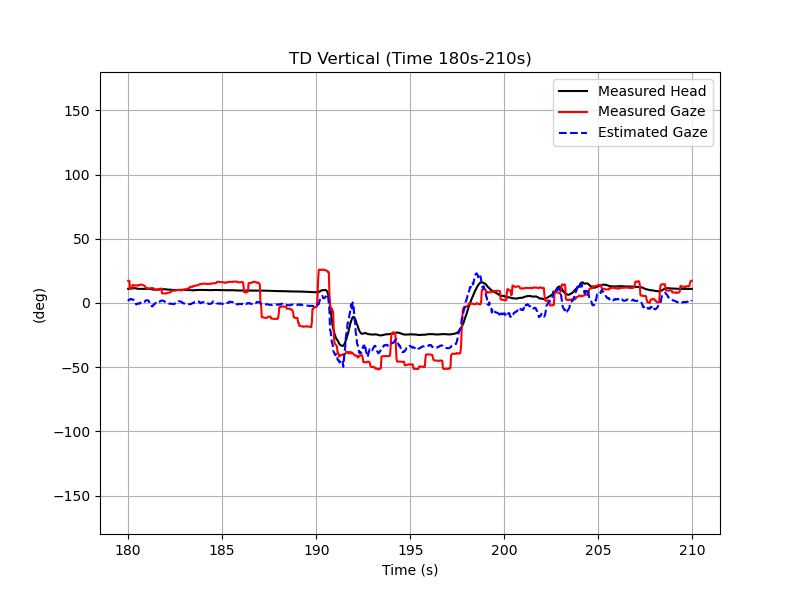 TD Vertical (Time 180s-210s)
Measured Head
Measured Gaze
Estimated Gaze
150
100
50
0
−50
−100
−150
(deg)
180 185 190 195 200 205 210
Time (s)